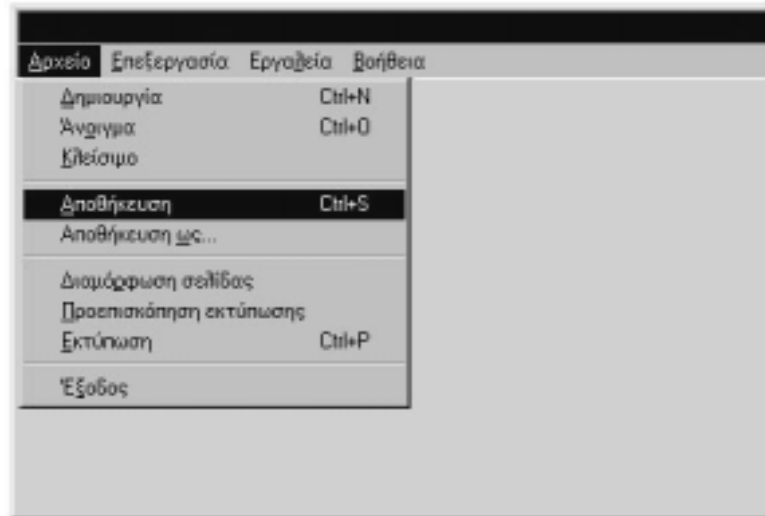 Αρχείο Επεξεργασία Εργαλεία Βοήθεια
Δημιουργία Ctrl+N
Άνοιγμα Ctrl+O
Κλείσιμο
Αποθήκευση Ctrl+S
Αποθήκευση ως...
Διαμόρφωση σελίδας
Προεπισκόπηση εκτύπωσης
Εκτύπωση Ctrl+P
Έξοδος